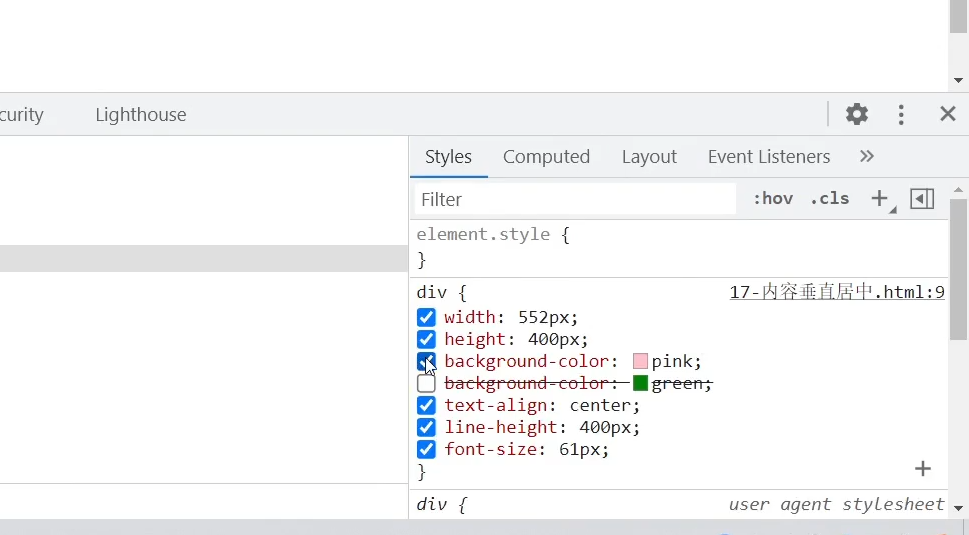 curity Lighthouse
Styles Computed Layout Event Listeners »
Filter :hov .cls +
element.style {
}
div { 17-内容垂直居中.html:9
width: 552px;
height: 400px;
background-color: pink;
background-color: green;
text-align: center;
line-height: 400px;
font-size: 61px;
}
div { user agent stylesheet